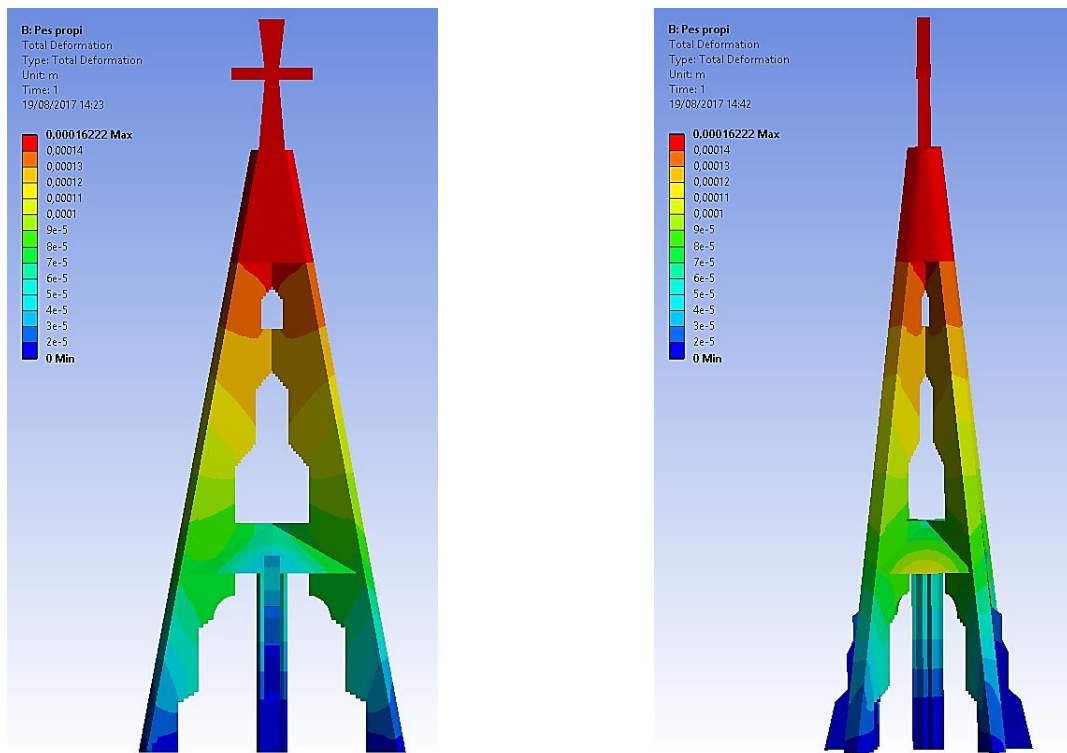 B: Pes propi
Total Deformation
Type: Total Deformation
Unit: m
Time: 1
19/08/2017 14:23
0,00016222 Max
0,00014
0,00013
0,00012
0,00011
0,0001
9e-5
8e-5
7e-5
6e-5
5e-5
4e-5
3e-5
2e-5
0 Min
B: Pes propi
Total Deformation
Type: Total Deformation
Unit: m
Time: 1
19/08/2017 14:42
0,00016222 Max
0,00014
0,00013
0,00012
0,00011
0,0001
9e-5
8e-5
7e-5
6e-5
5e-5
4e-5
3e-5
2e-5
0 Min